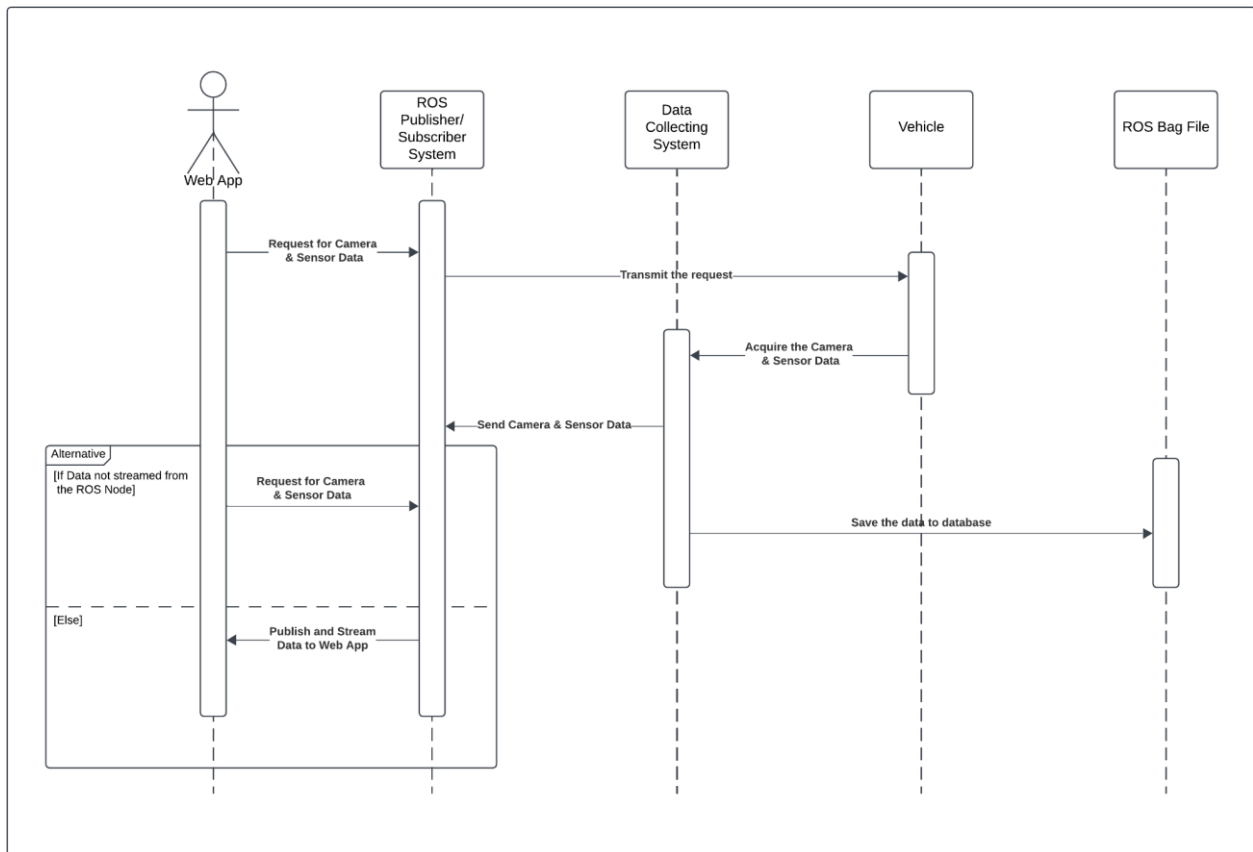 Web App
ROS
Publisher/
Subscriber
System
Data
Collecting
System
Vehicle
ROS Bag File
Request for Camera
& Sensor Data
Transmit the request
Acquire the Camera
& Sensor Data
Send Camera & Sensor Data
Alternative
[If Data not streamed from
the ROS Node]
Request for Camera
& Sensor Data
Save the data to database
[Else]
Publish and Stream
Data to Web App